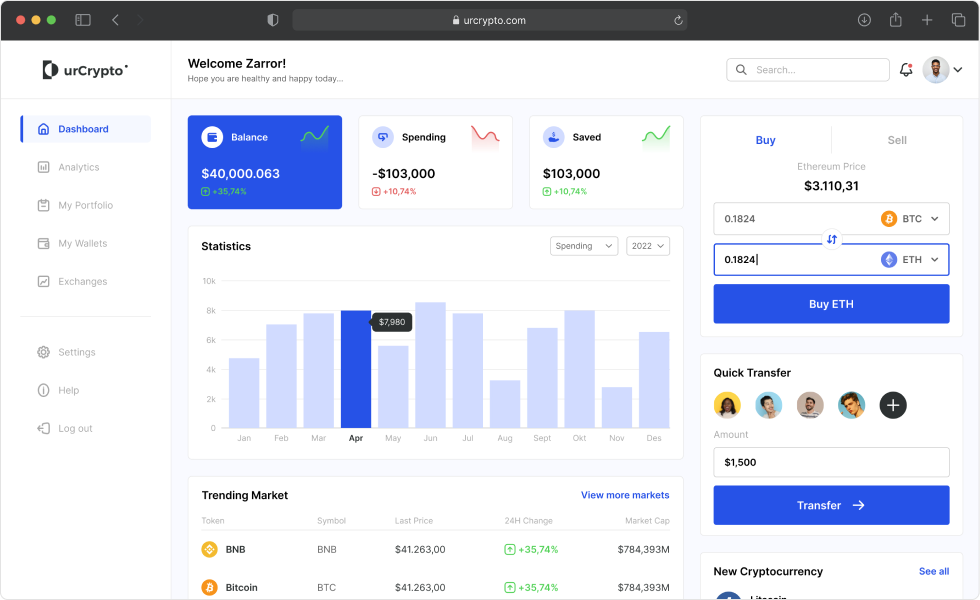 urcrypto.com
urCrypto
Welcome Zarror!
Hope you are healthy and happy today...
Search...
Dashboard
Analytics
My Portfolio
My Wallets
Exchanges
Settings
Help
Log out
Balance
$40,000.063
+35,74%
Spending
-$103,000
+10,74%
Saved
$103,000
+10,74%
Statistics
Spending
2022
10k
8k
6k
4k
2k
0
$7,980
Jan Feb Mar Apr May Jun Jul Aug Sept Okt Nov Des
Trending Market
View more markets
Token Symbol Last Price 24H Change Market Cap
BNB BNB $41.263,00 +35,74% $784,393M
Bitcoin BTC $41.263,00 +35,74% $784,393M
Buy Sell
Ethereum Price
$3.110,31
0.1824 BTC
0.1824 ETH
Buy ETH
Quick Transfer
Amount
$1,500
Transfer
New Cryptocurrency
See all